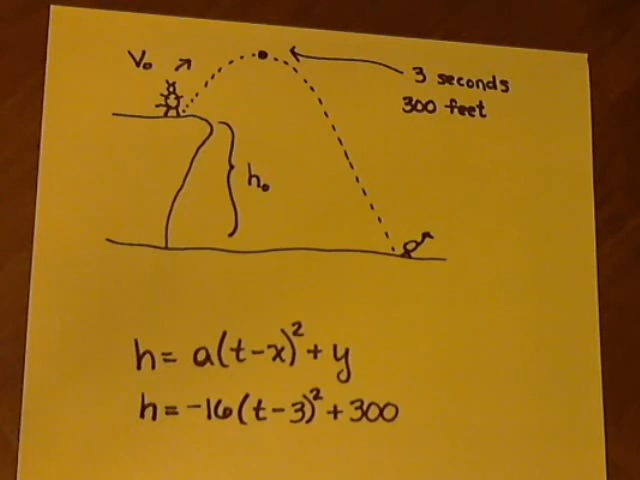 V₀
3 seconds
300 feet
h₀
h = a(t-x)² + y
h = -16(t-3)² + 300